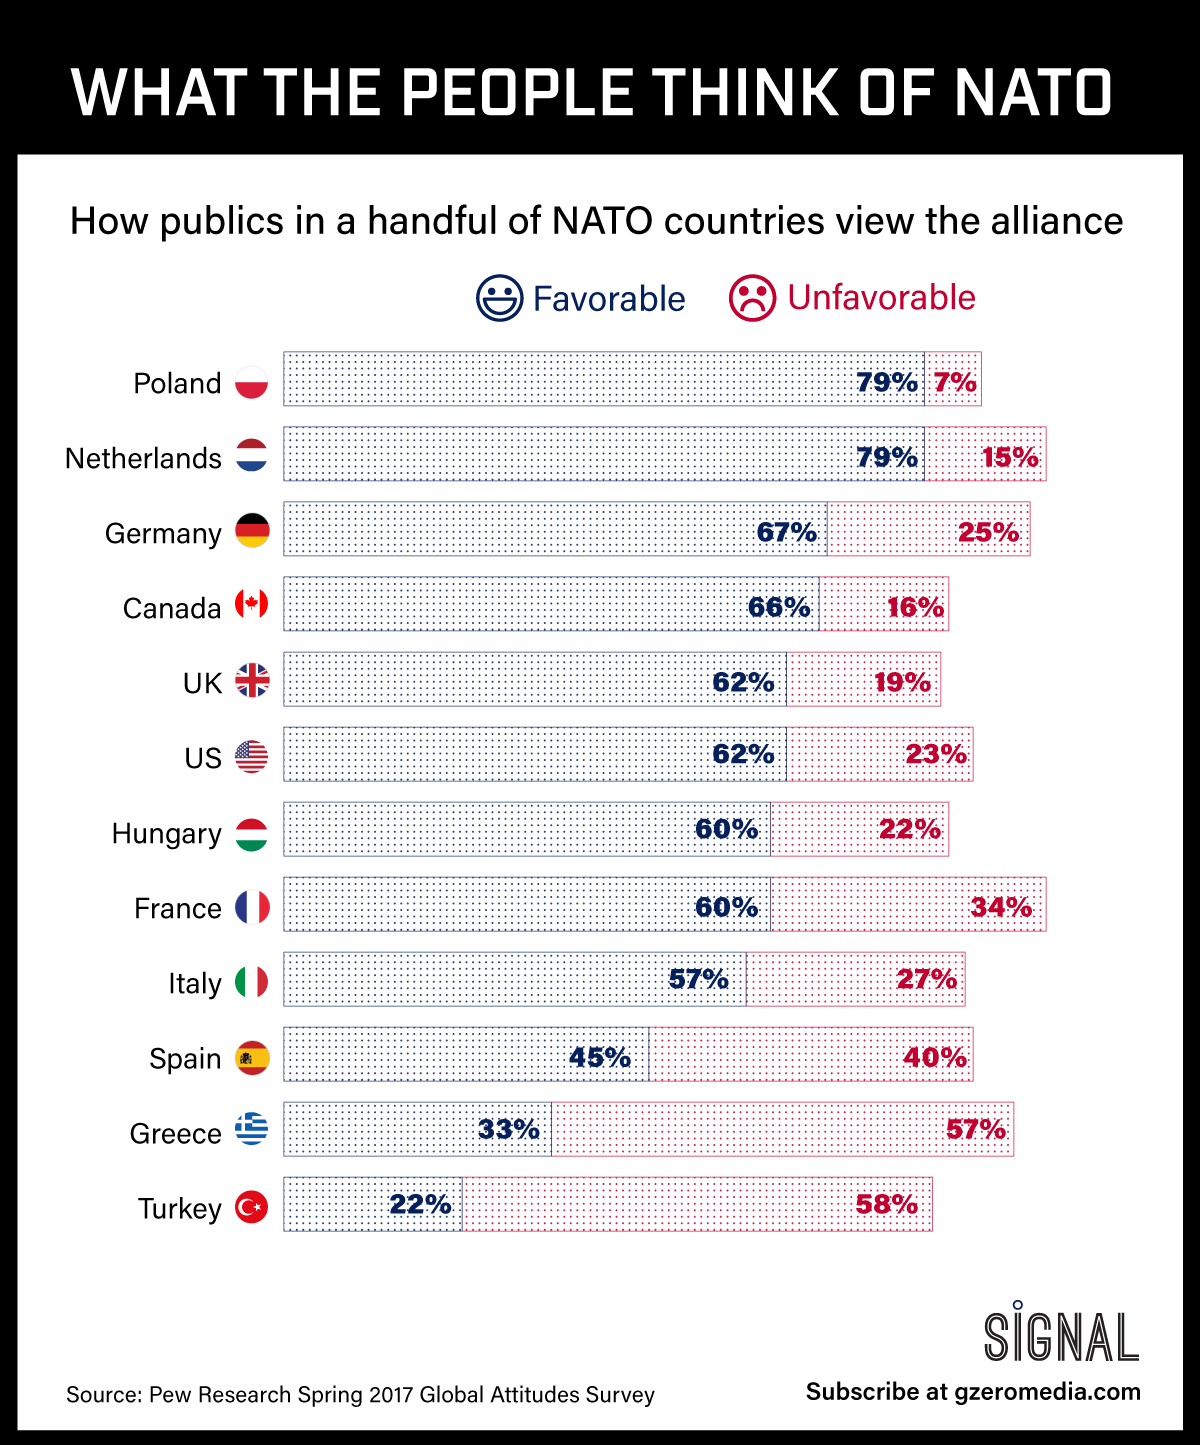 WHAT THE PEOPLE THINK OF NATO
How publics in a handful of NATO countries view the alliance
Favorable Unfavorable
Poland 79% 7%
Netherlands 79% 15%
Germany 67% 25%
Canada 66% 16%
UK 62% 19%
US 62% 23%
Hungary 60% 22%
France 60% 34%
Italy 57% 27%
Spain 45% 40%
Greece 33% 57%
Turkey 22% 58%
SIGNAL
Source: Pew Research Spring 2017 Global Attitudes Survey
Subscribe at gzeromedia.com